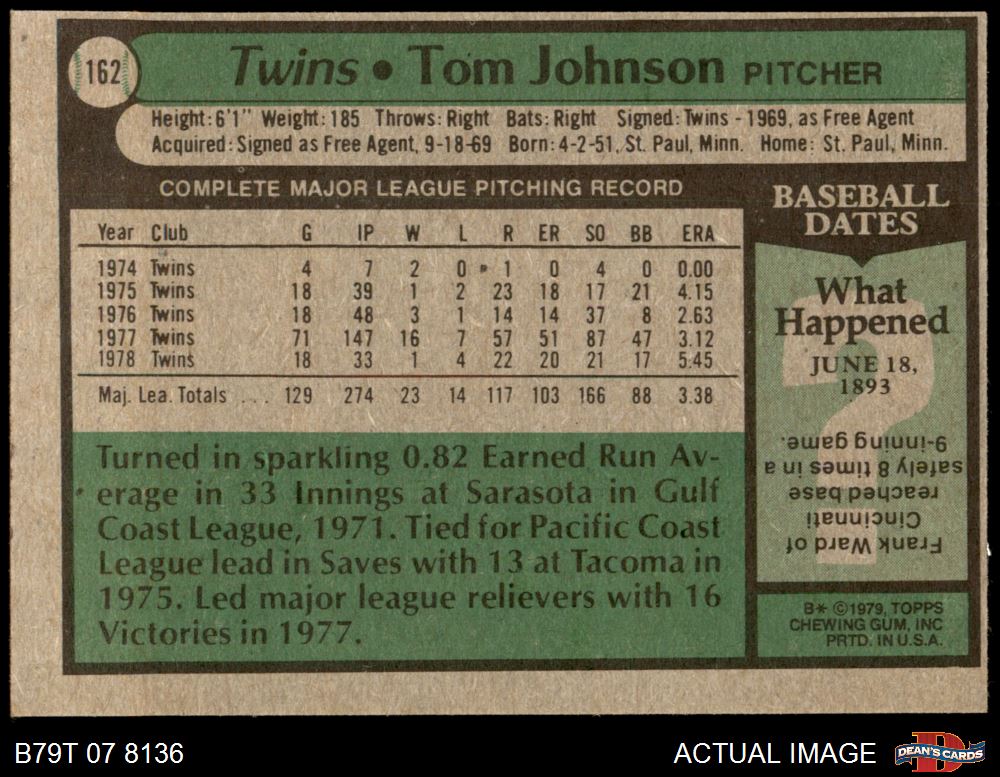 162
Twins • Tom Johnson PITCHER
Height: 6'1" Weight: 185 Throws: Right Bats: Right Signed: Twins - 1969, as Free Agent
Acquired: Signed as Free Agent, 9-18-69 Born: 4-2-51, St. Paul, Minn. Home: St. Paul, Minn.
COMPLETE MAJOR LEAGUE PITCHING RECORD
Year Club G IP W L R ER SO BB ERA
1974 Twins 4 7 2 0 1 0 4 0 0.00
1975 Twins 18 39 1 2 23 18 17 21 4.15
1976 Twins 18 48 3 1 14 14 37 8 2.63
1977 Twins 71 147 16 7 57 51 87 47 3.12
1978 Twins 18 33 1 4 22 20 21 17 5.45
Maj. Lea. Totals ... 129 274 23 14 117 103 166 88 3.38
Turned in sparkling 0.82 Earned Run Av-
erage in 33 Innings at Sarasota in Gulf
Coast League, 1971. Tied for Pacific Coast
League lead in Saves with 13 at Tacoma in
1975. Led major league relievers with 16
Victories in 1977.
BASEBALL
DATES
What
Happened
JUNE 18,
1893
?
Frank Ward of
Cincinnati
reached base
safely 8 times in a
9-inning game.
B* ©1979, TOPPS
CHEWING GUM, INC
PRTD. IN U.S.A.
B79T 07 8136
ACTUAL IMAGE
D
DEAN'S CARDS